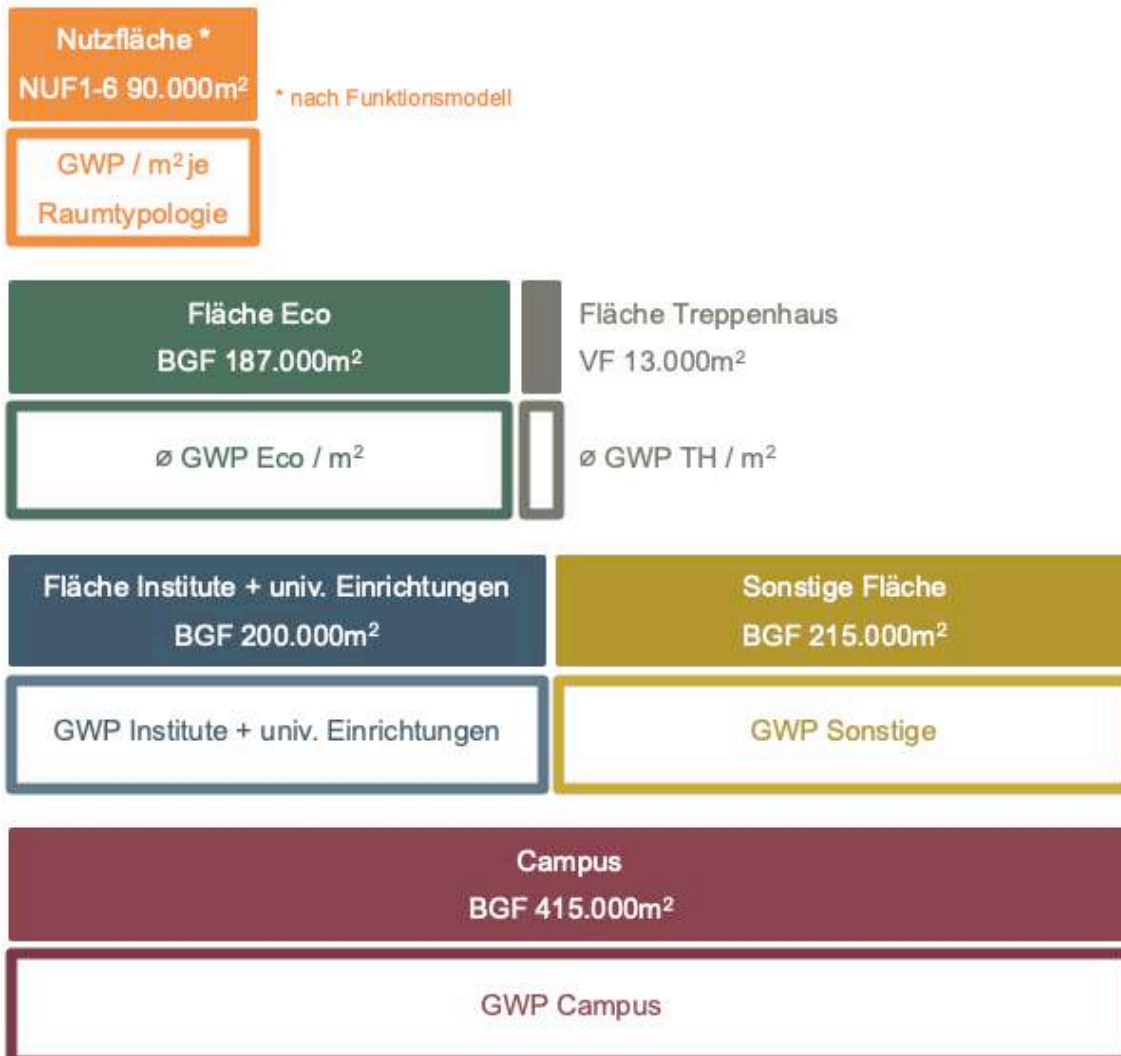 Nutzfläche *
NUF1-6 90.000m²
* nach Funktionsmodell
GWP / m² je
Raumtypologie
Fläche Eco
BGF 187.000m²
Fläche Treppenhaus
VF 13.000m²
ø GWP Eco / m²
ø GWP TH / m²
Fläche Institute + univ. Einrichtungen
BGF 200.000m²
Sonstige Fläche
BGF 215.000m²
GWP Institute + univ. Einrichtungen
GWP Sonstige
Campus
BGF 415.000m²
GWP Campus